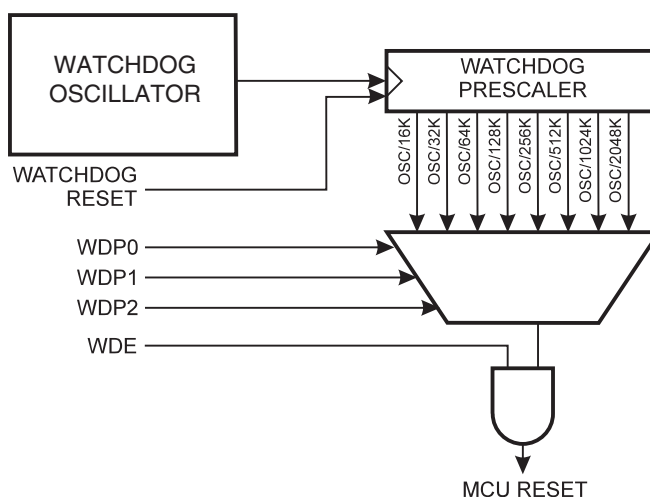 WATCHDOG
OSCILLATOR
WATCHDOG
PRESCALER
WATCHDOG
RESET
OSC/16K
OSC/32K
OSC/64K
OSC/128K
OSC/256K
OSC/512K
OSC/1024K
OSC/2048K
WDP0
WDP1
WDP2
WDE
MCU RESET